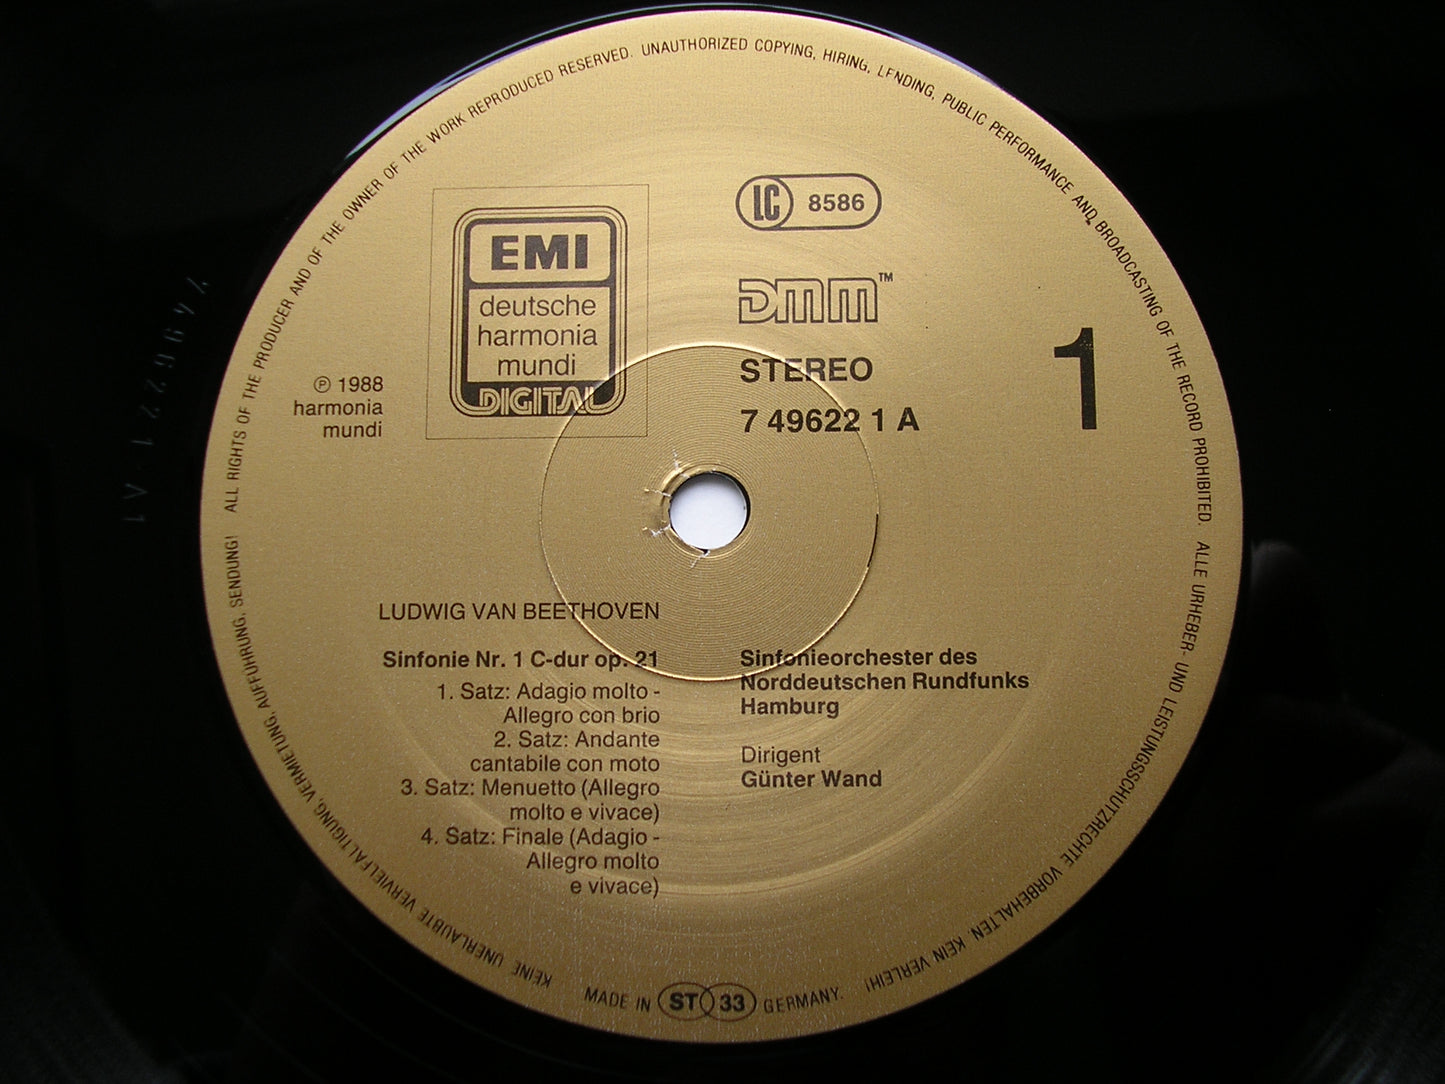 ALL RIGHTS OF THE PRODUCER AND OF THE OWNER OF THE WORK REPRODUCED RESERVED. UNAUTHORIZED COPYING, HIRING, LENDING, PUBLIC PERFORMANCE AND BROADCASTING OF THE RECORD PROHIBITED. ALLE URHEBER- UND LEISTUNGSSCHUTZRECHTE VORBEHALTEN. KEIN VERLEIH! KEINE UNERLAUBTE VERVIELFÄLTIGUNG, VERMIETUNG, AUFFÜHRUNG, SENDUNG!
LC 8586
EMI
deutsche
harmonia
mundi
DIGITAL
DMM™
STEREO
7 49622 1 A
1
℗ 1988
harmonia
mundi
LUDWIG VAN BEETHOVEN
Sinfonie Nr. 1 C-dur op. 21
1. Satz: Adagio molto -
Allegro con brio
2. Satz: Andante
cantabile con moto
3. Satz: Menuetto (Allegro
molto e vivace)
4. Satz: Finale (Adagio -
Allegro molto
e vivace)
Sinfonieorchester des
Norddeutschen Rundfunks
Hamburg
Dirigent
Günter Wand
MADE IN ST 33 GERMANY.